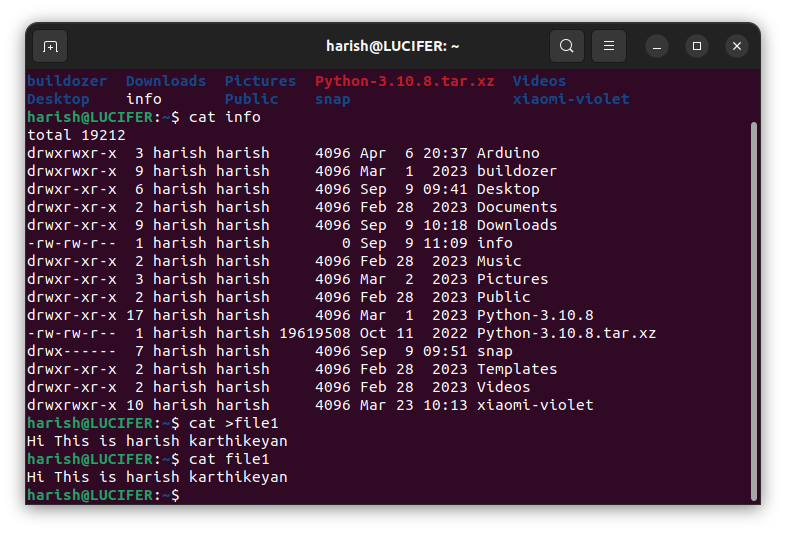 harish@LUCIFER: ~
buildozer  Downloads  Pictures  Python-3.10.8.tar.xz  Videos
Desktop    info       Public    snap                  xiaomi-violet
harish@LUCIFER:~$ cat info
total 19212
drwxrwxr-x  3 harish harish     4096 Apr  6 20:37 Arduino
drwxrwxr-x  9 harish harish     4096 Mar  1  2023 buildozer
drwxr-xr-x  6 harish harish     4096 Sep  9 09:41 Desktop
drwxr-xr-x  2 harish harish     4096 Feb 28  2023 Documents
drwxr-xr-x  9 harish harish     4096 Sep  9 10:18 Downloads
-rw-rw-r--  1 harish harish        0 Sep  9 11:09 info
drwxr-xr-x  2 harish harish     4096 Feb 28  2023 Music
drwxr-xr-x  3 harish harish     4096 Mar  2  2023 Pictures
drwxr-xr-x  2 harish harish     4096 Feb 28  2023 Public
drwxr-xr-x 17 harish harish     4096 Mar  1  2023 Python-3.10.8
-rw-rw-r--  1 harish harish 19619508 Oct 11  2022 Python-3.10.8.tar.xz
drwx------  7 harish harish     4096 Sep  9 09:51 snap
drwxr-xr-x  2 harish harish     4096 Feb 28  2023 Templates
drwxr-xr-x  2 harish harish     4096 Feb 28  2023 Videos
drwxrwxr-x 10 harish harish     4096 Mar 23 10:13 xiaomi-violet
harish@LUCIFER:~$ cat >file1
Hi This is harish karthikeyan
harish@LUCIFER:~$ cat file1
Hi This is harish karthikeyan
harish@LUCIFER:~$